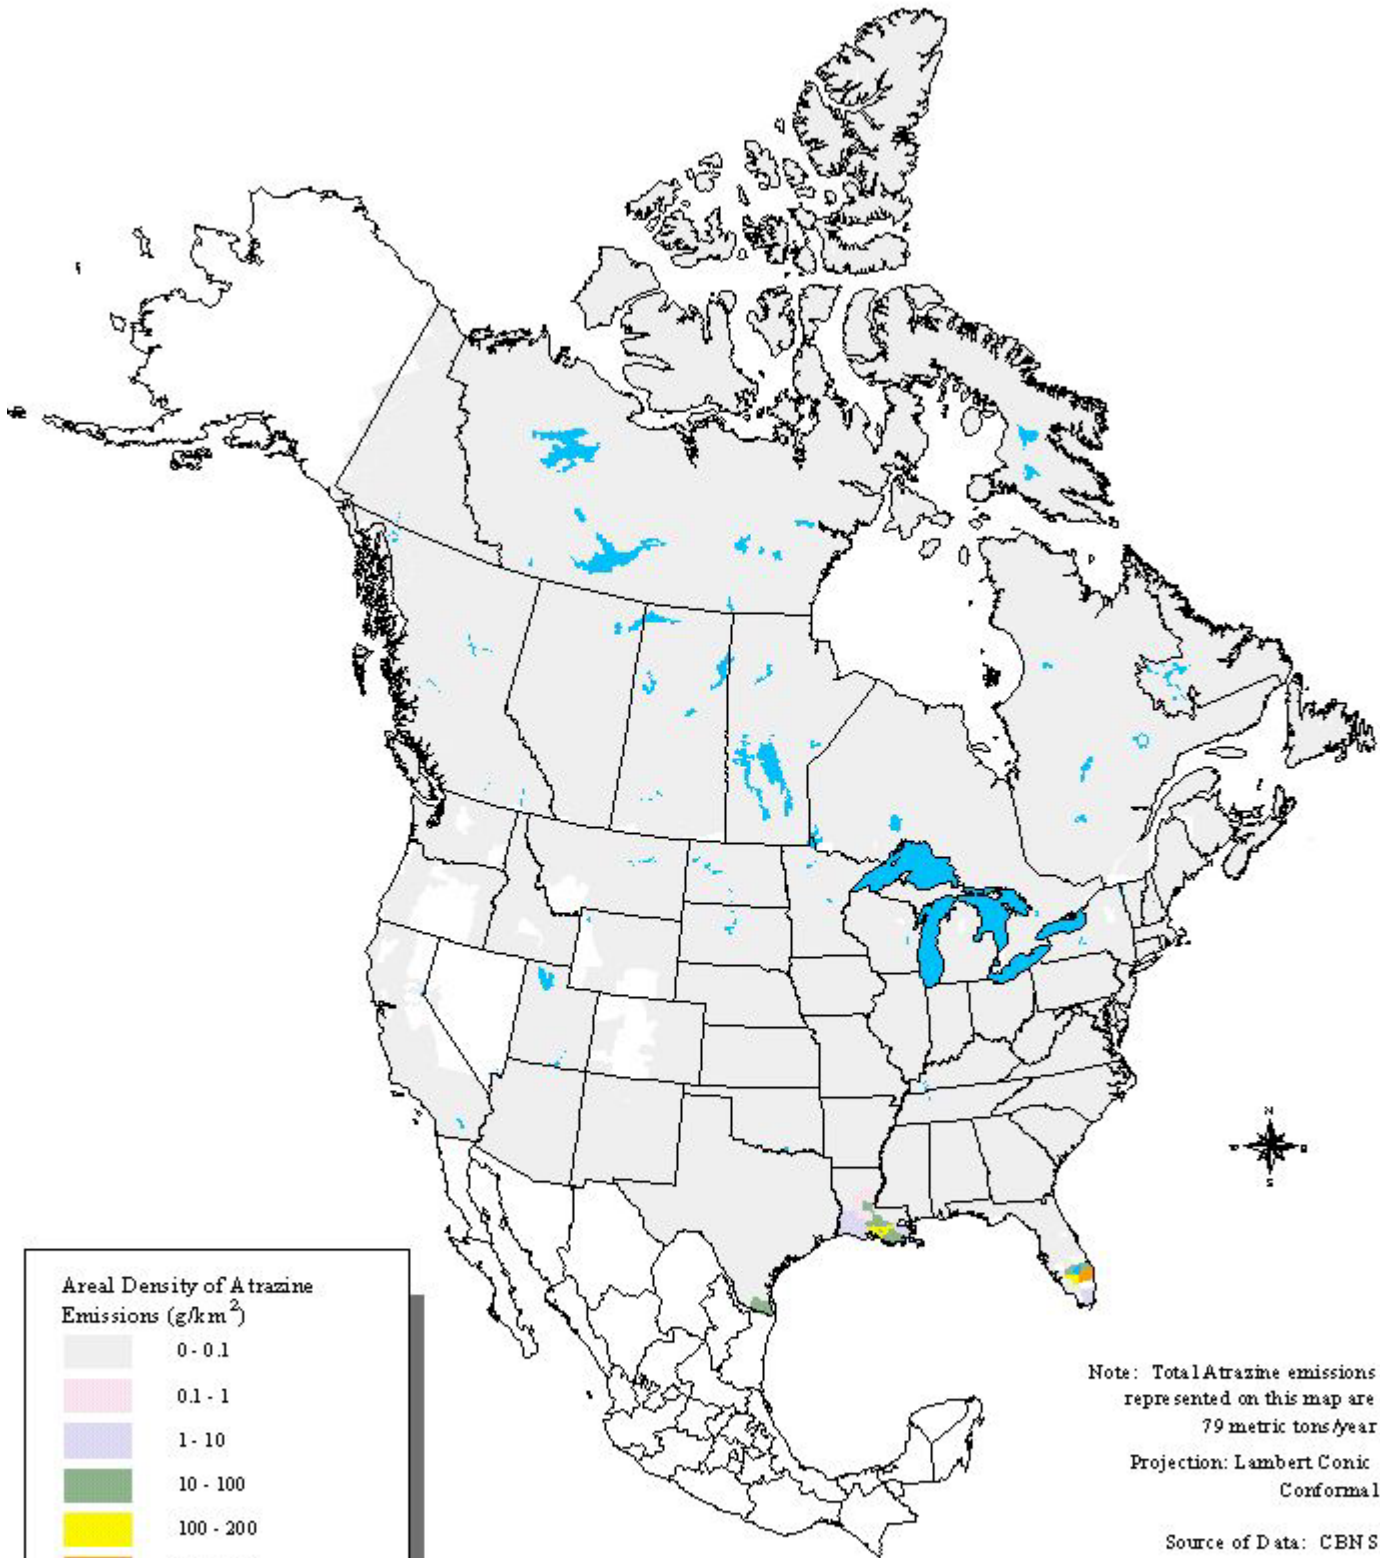 N
S
Areal Density of Atrazine
Emissions (g/km²)
0 - 0.1
0.1 - 1
1 - 10
10 - 100
100 - 200
Note: Total Atrazine emissions
represented on this map are
79 metric tons/year
Projection: Lambert Conic
Conformal
Source of Data: CBNS